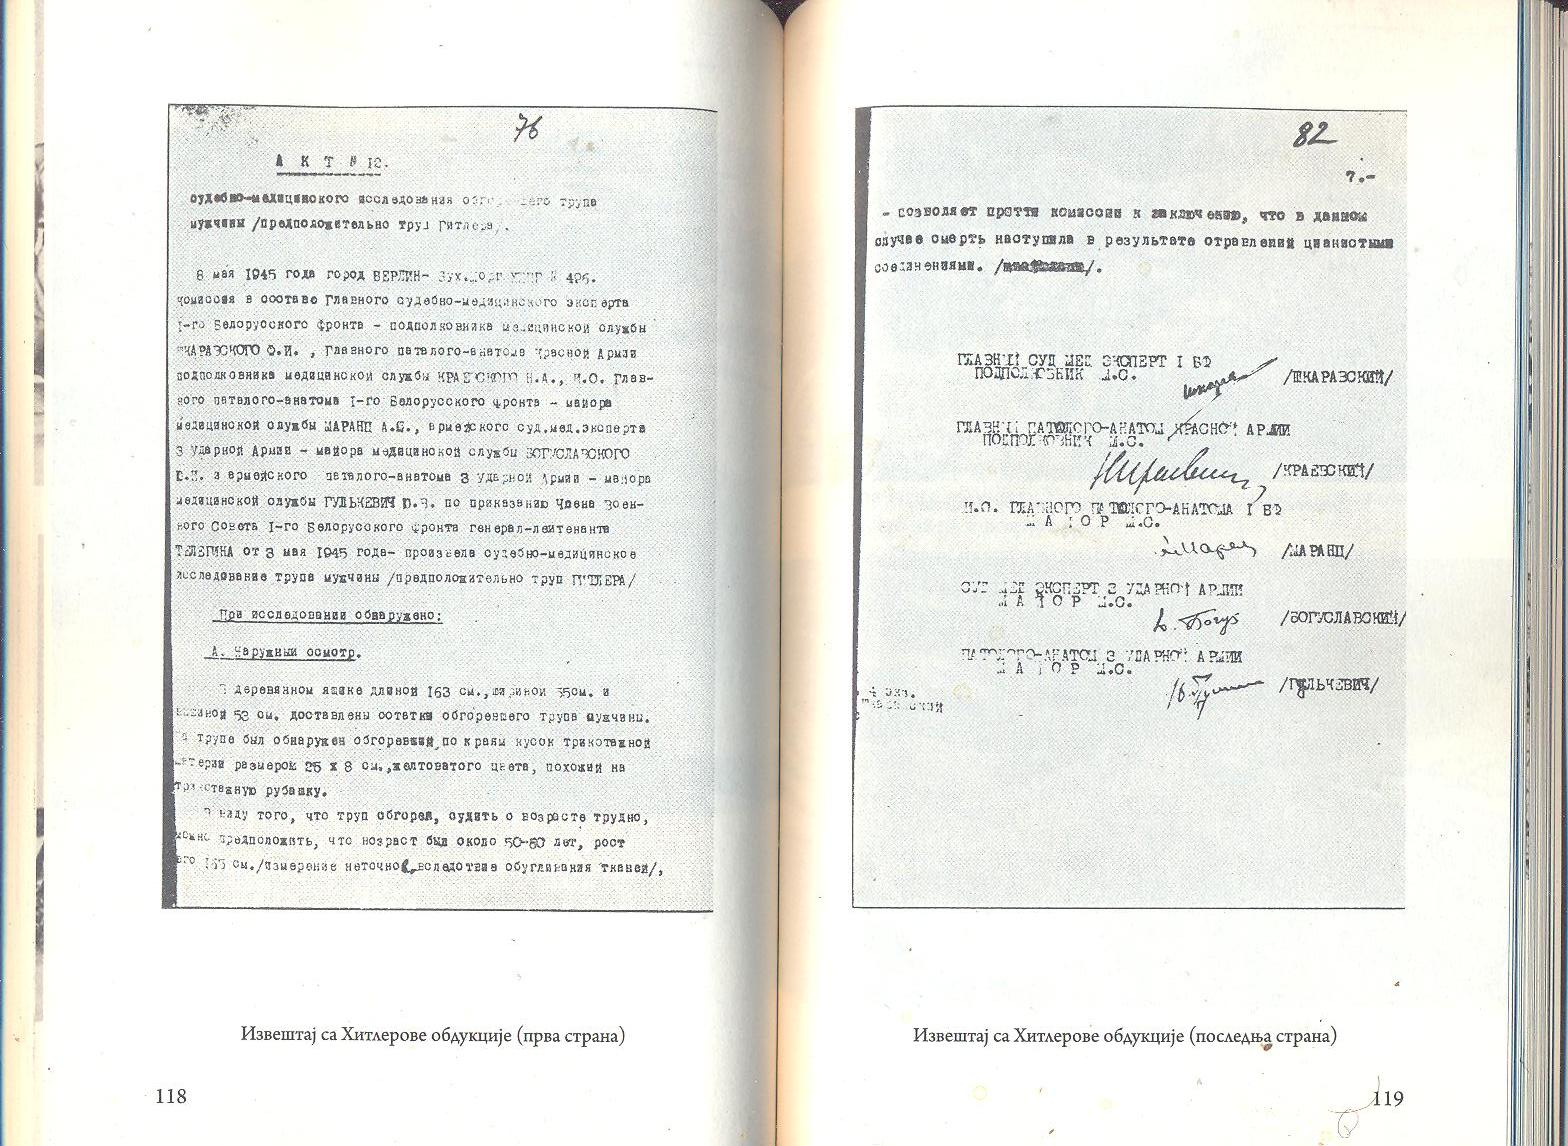 76
АКТ № 12.
судебно-медицинского исследования трупа
мужчины /предположительно труп Гитлера/.
8 мая 1945 года город БЕРЛИН- № 496.
Комиссия в составе Главного судебно-медицинского эксперта
I-го Белорусского фронта - подполковника медицинской службы
ШКАРАВСКОГО Ф.И. , Главного паталого-анатома Красной Армии
подполковника медицинской службы КРАЕВСКОГО Н.А., И.О. Глав-
ного паталого-анатома I-го Белорусского фронта - майора
медицинской службы МАРАНЦ А.Я., Армейского суд.мед.эксперта
3 Ударной Армии - майора медицинской службы БОГУСЛАВСКОГО
и армейского паталого-анатома 3 Ударной Армии - майора
медицинской службы ГУЛЬКЕВИЧ Ю.В. по приказанию Члена Воен-
ного Совета I-го Белорусского фронта генерал-лейтенанта
ТЕЛЕГИНА от 3 мая 1945 года- произвела судебно-медицинское
исследование трупа мужчины /предположительно труп ГИТЛЕРА/
При исследовании обнаружено:
А. Наружный осмотр.
В деревянном ящике длиной 163 см.,шириной 55см. и
53 см. доставлены остатки обгоревшего трупа мужчины.
На трупе был обнаружен обгоревший,по краям кусок трикотажной
материи размером 25 x 8 см.,желтоватого цвета, похожий на
трикотажную рубашку.
В виду того, что труп обгорел, судить о возрасте трудно,
можно предположить, что возраст был около 50-60 лет, рост
его 165 см./измерение неточно, вследствие обугливания тканей/,
Извештај са Хитлерове обдукције (прва страна)
118
82
7.-
- позволяет притти комиссии к заключению, что в данном
случае смерть наступила в результате отравлений цианистыми
соединениями.
ГЛАВНЫЙ СУД МЕД ЭКСПЕРТ I БФ
ПОДПОЛКОВНИК М.С.
/ШКАРАВСКИЙ/
ГЛАВНЫЙ ПАТОЛОГО-АНАТОМ КРАСНОЙ АРМИИ
ПОДПОЛКОВНИК М.С.
/КРАЕВСКИЙ/
И.О. ГЛАВНОГО ПАТОЛОГО-АНАТОМА I БФ
МАЙОР М.С.
/МАРАНЦ/
СУД МЕД ЭКСПЕРТ 3 УДАРНОЙ АРМИИ
МАЙОР М.С.
/БОГУСЛАВСКИЙ/
ПАТОЛОГО-АНАТОМ 3 УДАРНОЙ АРМИИ
МАЙОР М.С.
/ГУЛЬКЕВИЧ/
4 экз.
Извештај са Хитлерове обдукције (последња страна)
119